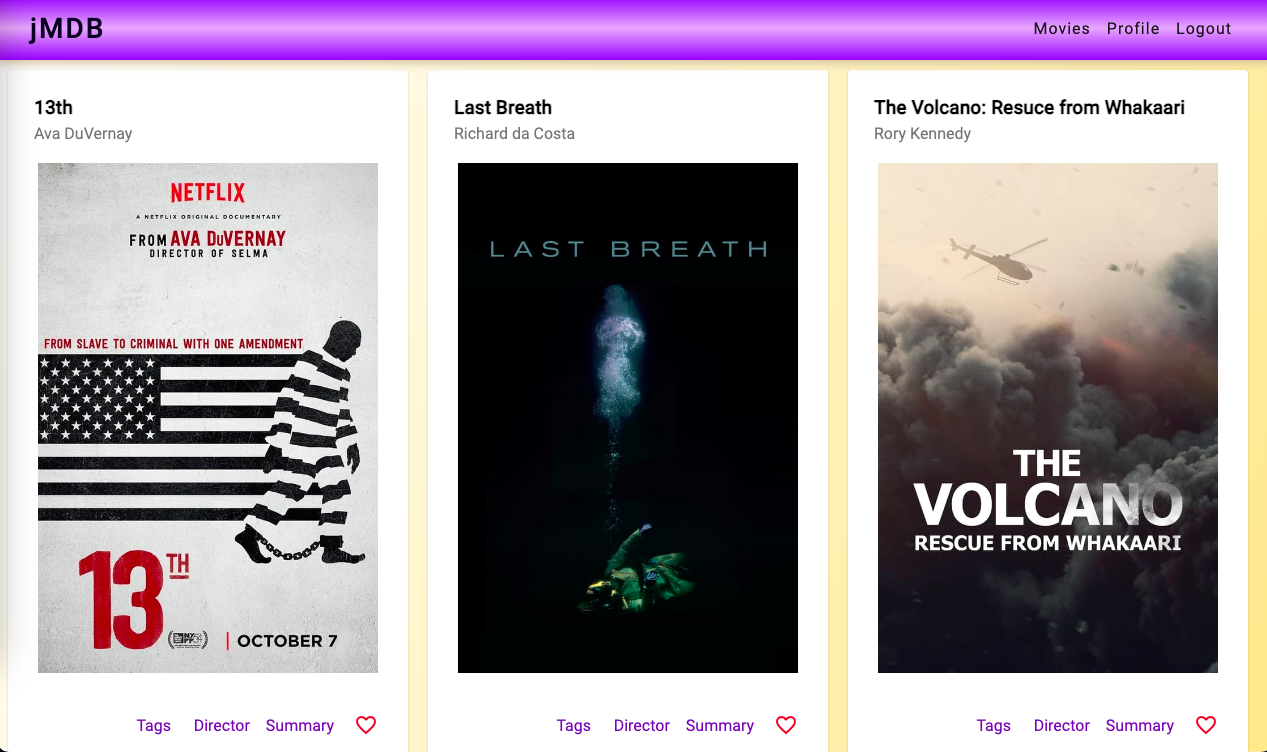 jMDB
Movies Profile Logout
13th
Ava DuVernay
NETFLIX
A NETFLIX ORIGINAL DOCUMENTARY
FROM AVA DUVERNAY
DIRECTOR OF SELMA
FROM SLAVE TO CRIMINAL WITH ONE AMENDMENT
13TH
OCTOBER 7
Tags Director Summary
Last Breath
Richard da Costa
LAST BREATH
Tags Director Summary
The Volcano: Resuce from Whakaari
Rory Kennedy
THE
VOLCANO
RESCUE FROM WHAKAARI
Tags Director Summary